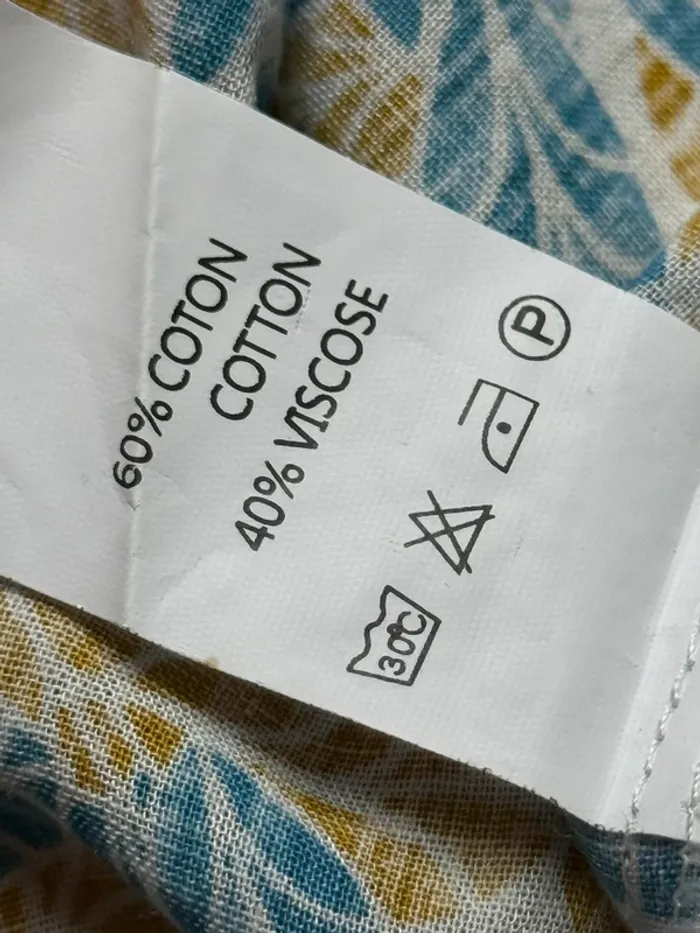 60% COTON
COTTON
40% VISCOSE
30℃ P